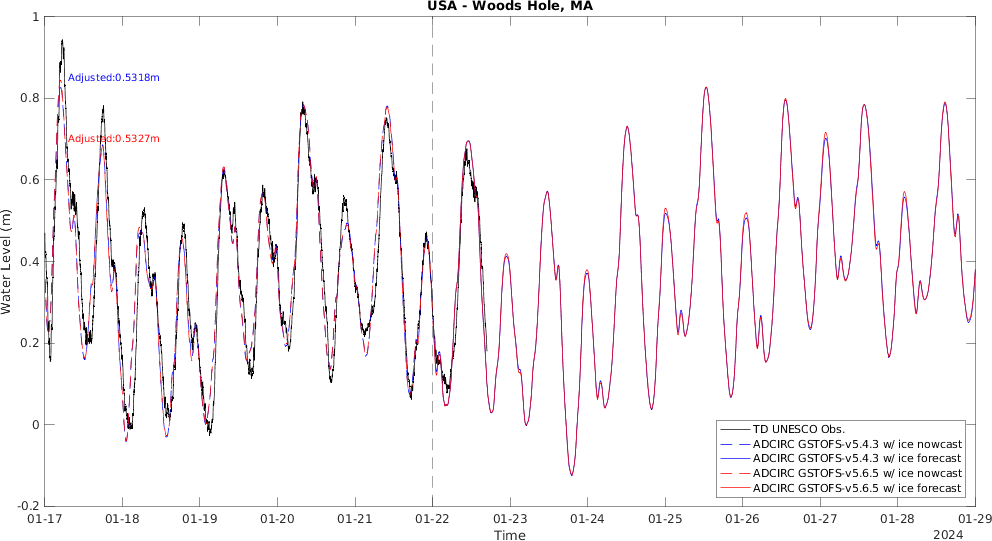 USA - Woods Hole, MA
1
0.8
0.6
0.4
0.2
0
-0.2
Water Level (m)
Adjusted:0.5318m
Adjusted:0.5327m
TD UNESCO Obs.
ADCIRC GSTOFS-v5.4.3 w/ ice nowcast
ADCIRC GSTOFS-v5.4.3 w/ ice forecast
ADCIRC GSTOFS-v5.6.5 w/ ice nowcast
ADCIRC GSTOFS-v5.6.5 w/ ice forecast
01-17 01-18 01-19 01-20 01-21 01-22 01-23 01-24 01-25 01-26 01-27 01-28 01-29
Time
2024